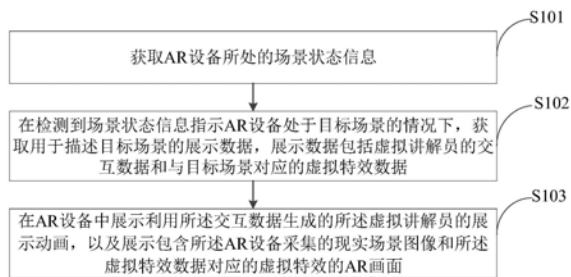 S101
获取AR设备所处的场景状态信息
S102
在检测到场景状态信息指示AR设备处于目标场景的情况下，获
取用于描述目标场景的展示数据，展示数据包括虚拟讲解员的交
互数据和与目标场景对应的虚拟特效数据
S103
在AR设备中展示利用所述交互数据生成的所述虚拟讲解员的展
示动画，以及展示包含所述AR设备采集的现实场景图像和所述
虚拟特效数据对应的虚拟特效的AR画面